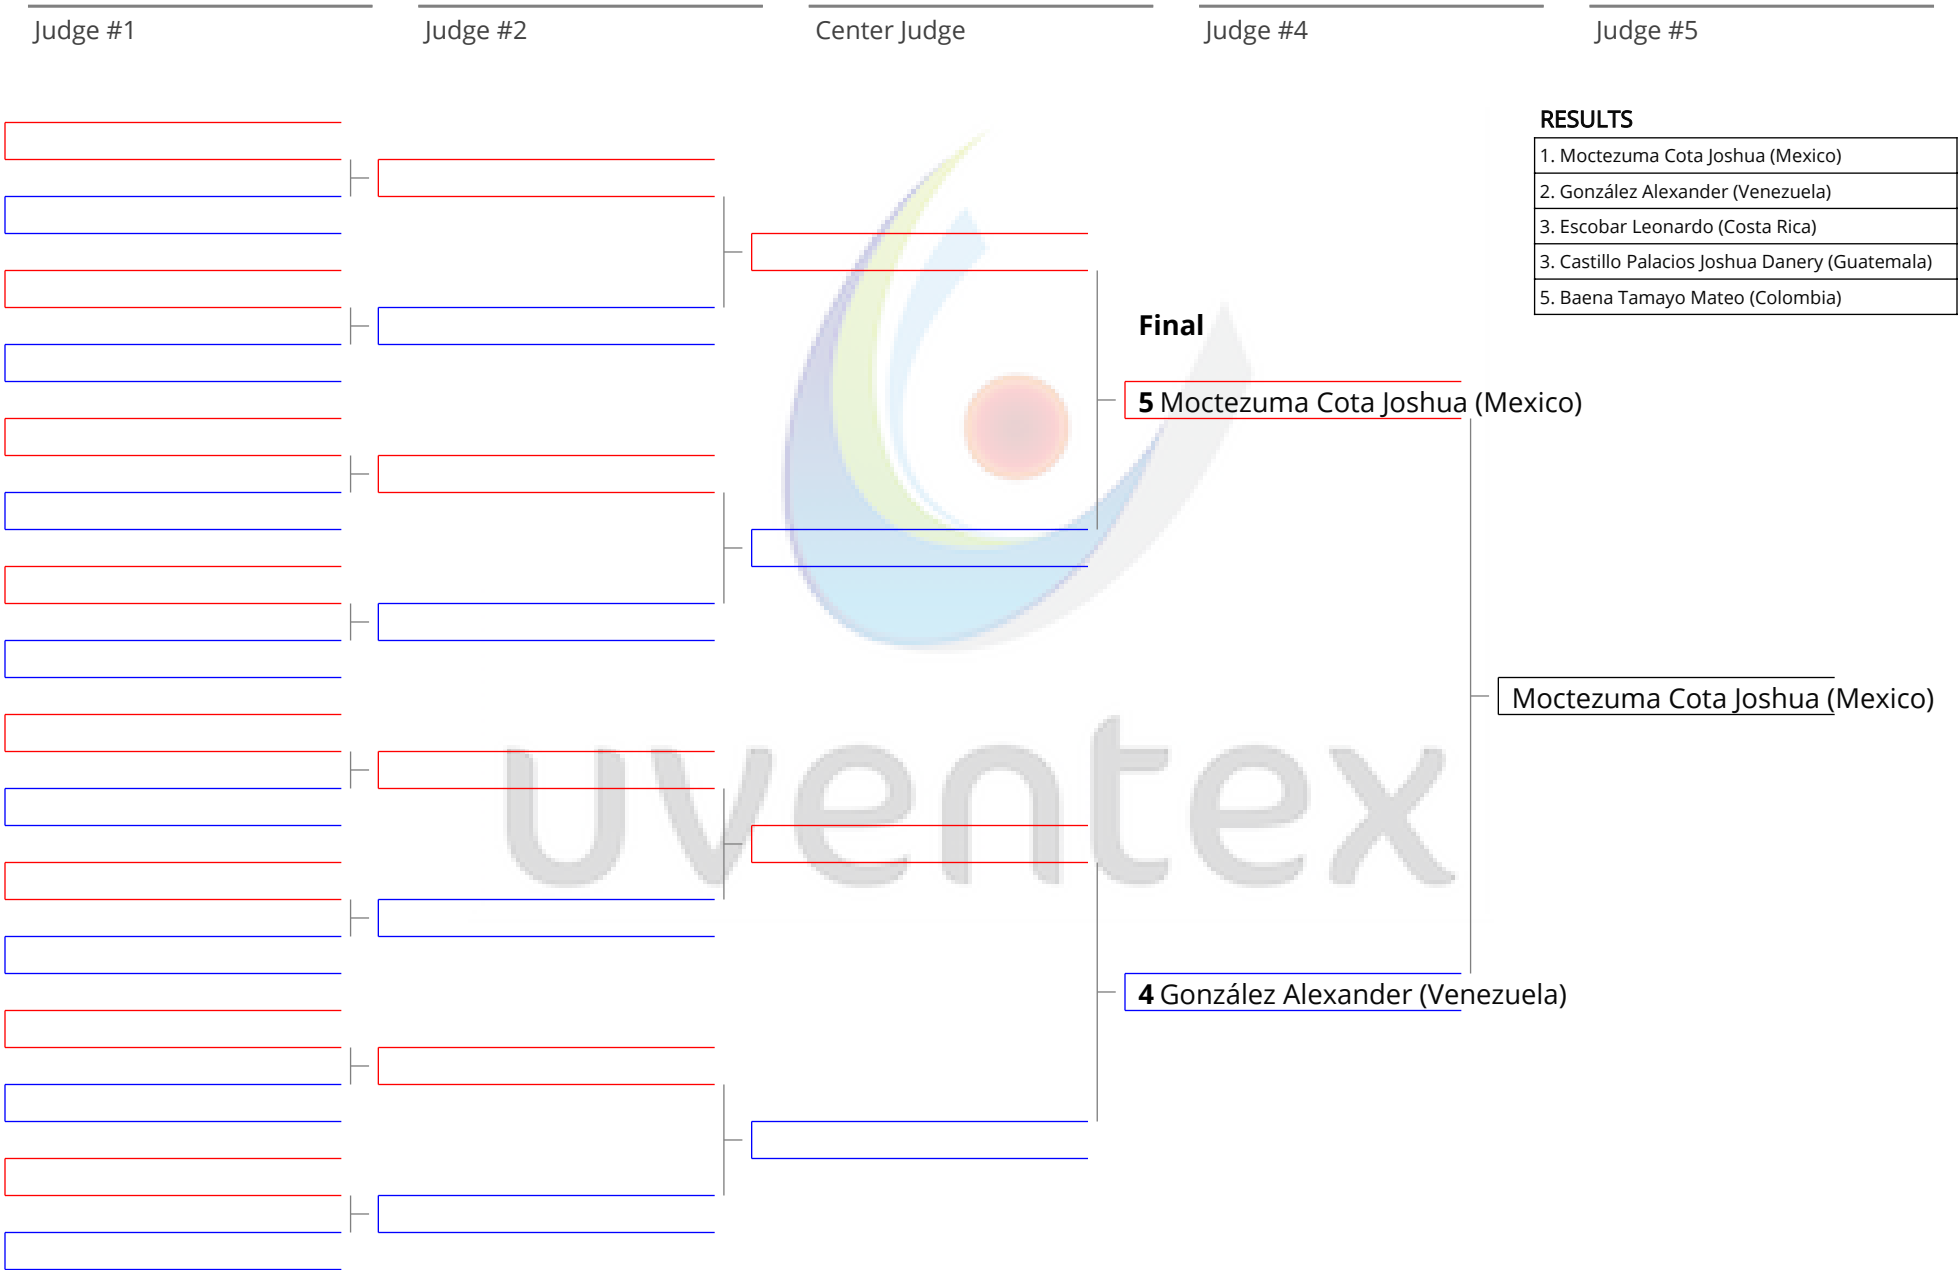 Judge #1
Judge #2
Center Judge
Judge #4
Judge #5
RESULTS
1. Moctezuma Cota Joshua (Mexico)
2. González Alexander (Venezuela)
3. Escobar Leonardo (Costa Rica)
3. Castillo Palacios Joshua Danery (Guatemala)
5. Baena Tamayo Mateo (Colombia)
Final
5 Moctezuma Cota Joshua (Mexico)
Moctezuma Cota Joshua (Mexico)
uventex
4 González Alexander (Venezuela)